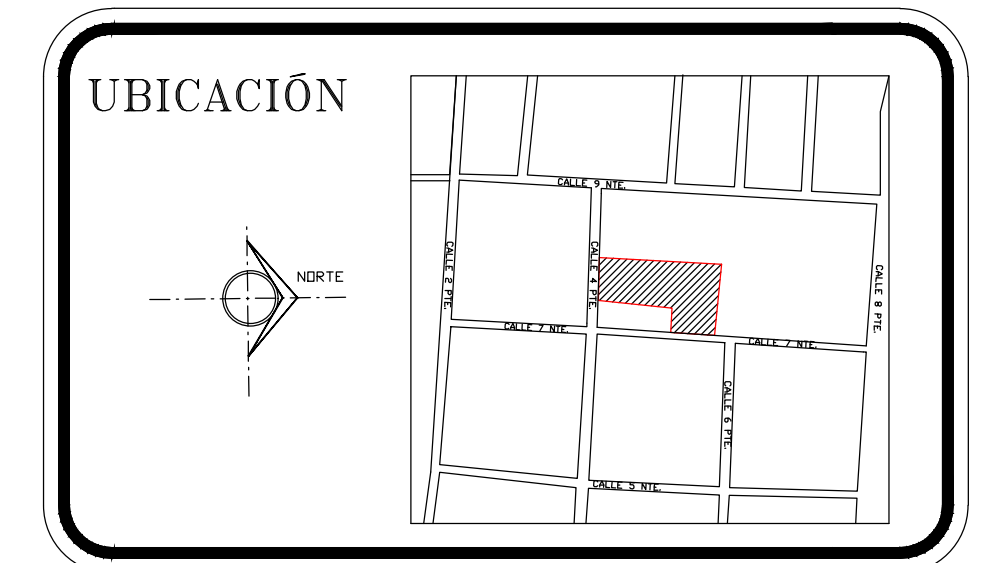 UBICACIÓN
NORTE
CALLE 9 NTE.
CALLE 2 PTE.
CALLE 4 PTE.
CALLE 8 PTE.
CALLE 7 NTE.
CALLE 7 NTE.
CALLE 6 PTE.
CALLE 5 NTE.